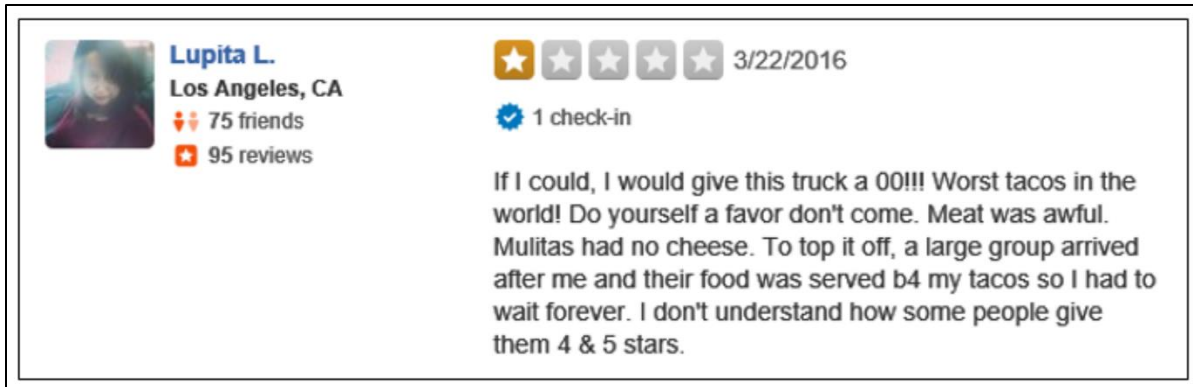 Lupita L.
Los Angeles, CA
75 friends
95 reviews
3/22/2016
1 check-in
If I could, I would give this truck a 00!!! Worst tacos in the
world! Do yourself a favor don't come. Meat was awful.
Mulitas had no cheese. To top it off, a large group arrived
after me and their food was served b4 my tacos so I had to
wait forever. I don't understand how some people give
them 4 & 5 stars.